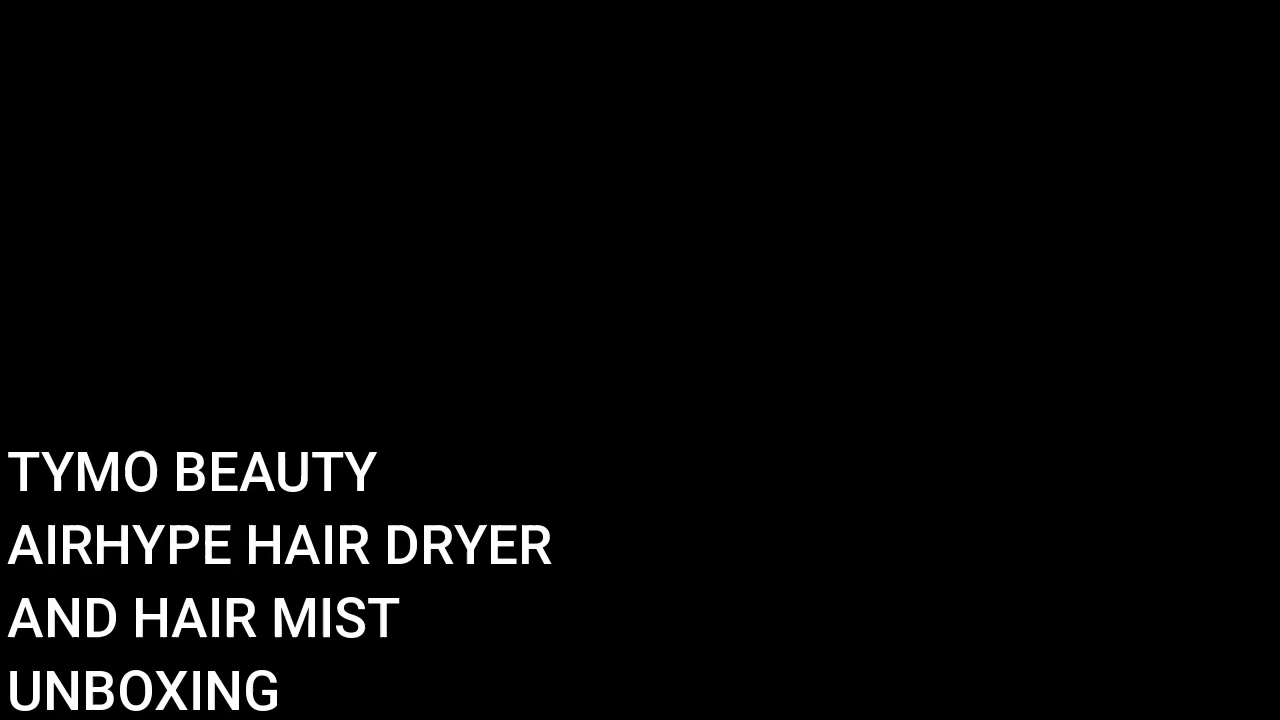 TYMO BEAUTY
AIRHYPE HAIR DRYER
AND HAIR MIST
UNBOXING